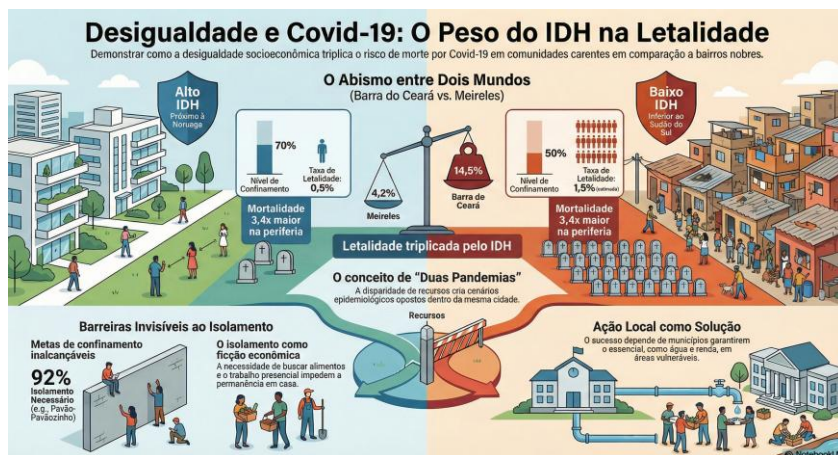 Desigualdade e Covid-19: O Peso do IDH na Letalidade
Demonstrar como a desigualdade socioeconômica triplica o risco de morte por Covid-19 em comunidades carentes em comparação a bairros nobres.
O Abismo entre Dois Mundos
(Barra do Ceará vs. Meireles)
Alto
IDH
Próximo à
Noruega
70%
Nível de
Confinamento
Taxa de
Letalidade:
0,5%
Mortalidade
3,4x maior
na periferia
4,2%
Meireles
14,5%
Barra de
Ceará
50%
Nível de
Confinamento
Taxa de
Letalidade:
1,5% (estimada)
Mortalidade
3,4x maior
na periferia
Baixo
IDH
Inferior ao
Sudão do
Sul
Letalidade triplicada pelo IDH
O conceito de "Duas Pandemias"
A disparidade de recursos cria cenários
epidemiológicos opostos dentro da mesma cidade.
Recursos
Barreiras Invisíveis ao Isolamento
Metas de confinamento
inalcançáveis
92%
Isolamento
Necessário
(e.g., Pavão-
Pavãozinho)
O isolamento como
ficção econômica
A necessidade de buscar alimentos
e o trabalho presencial impedem a
permanência em casa.
Ação Local como Solução
O sucesso depende de municípios garantirem
o essencial, como água e renda, em
áreas vulneráveis.